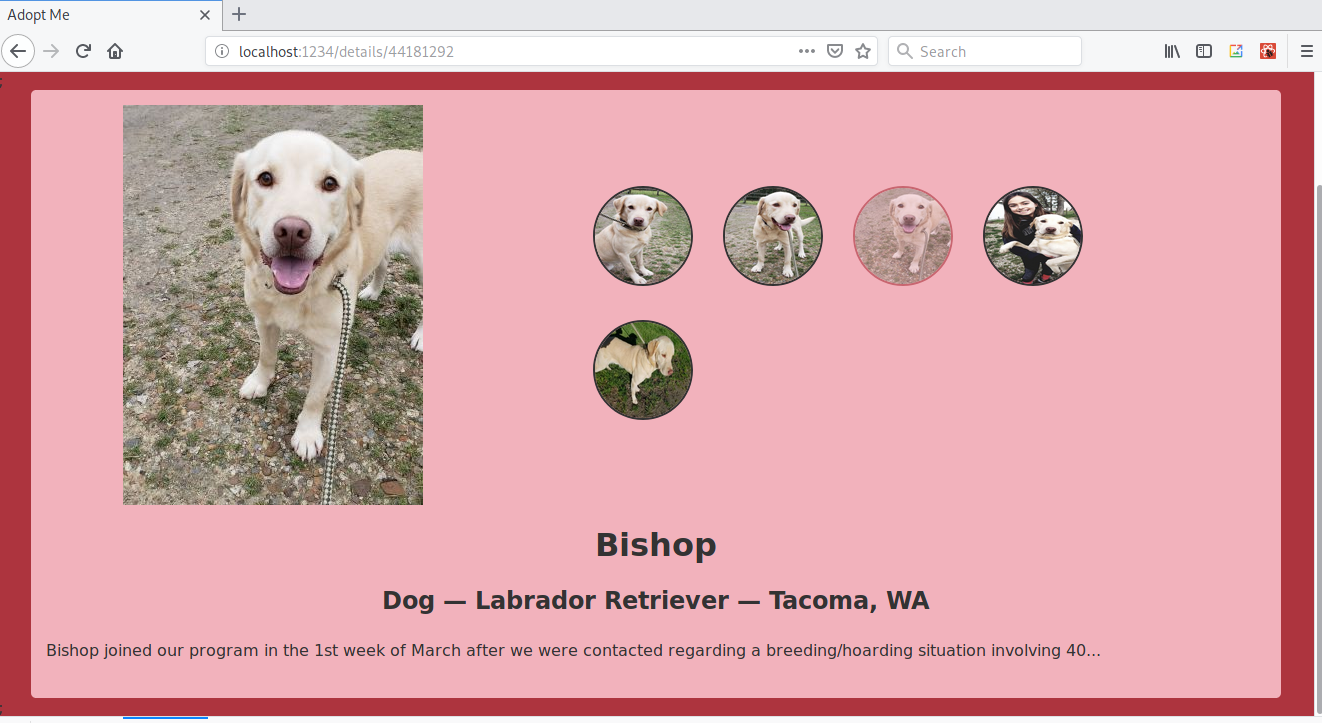 Adopt Me
localhost:1234/details/44181292
Search
;
Bishop
Dog — Labrador Retriever — Tacoma, WA
Bishop joined our program in the 1st week of March after we were contacted regarding a breeding/hoarding situation involving 40...
;